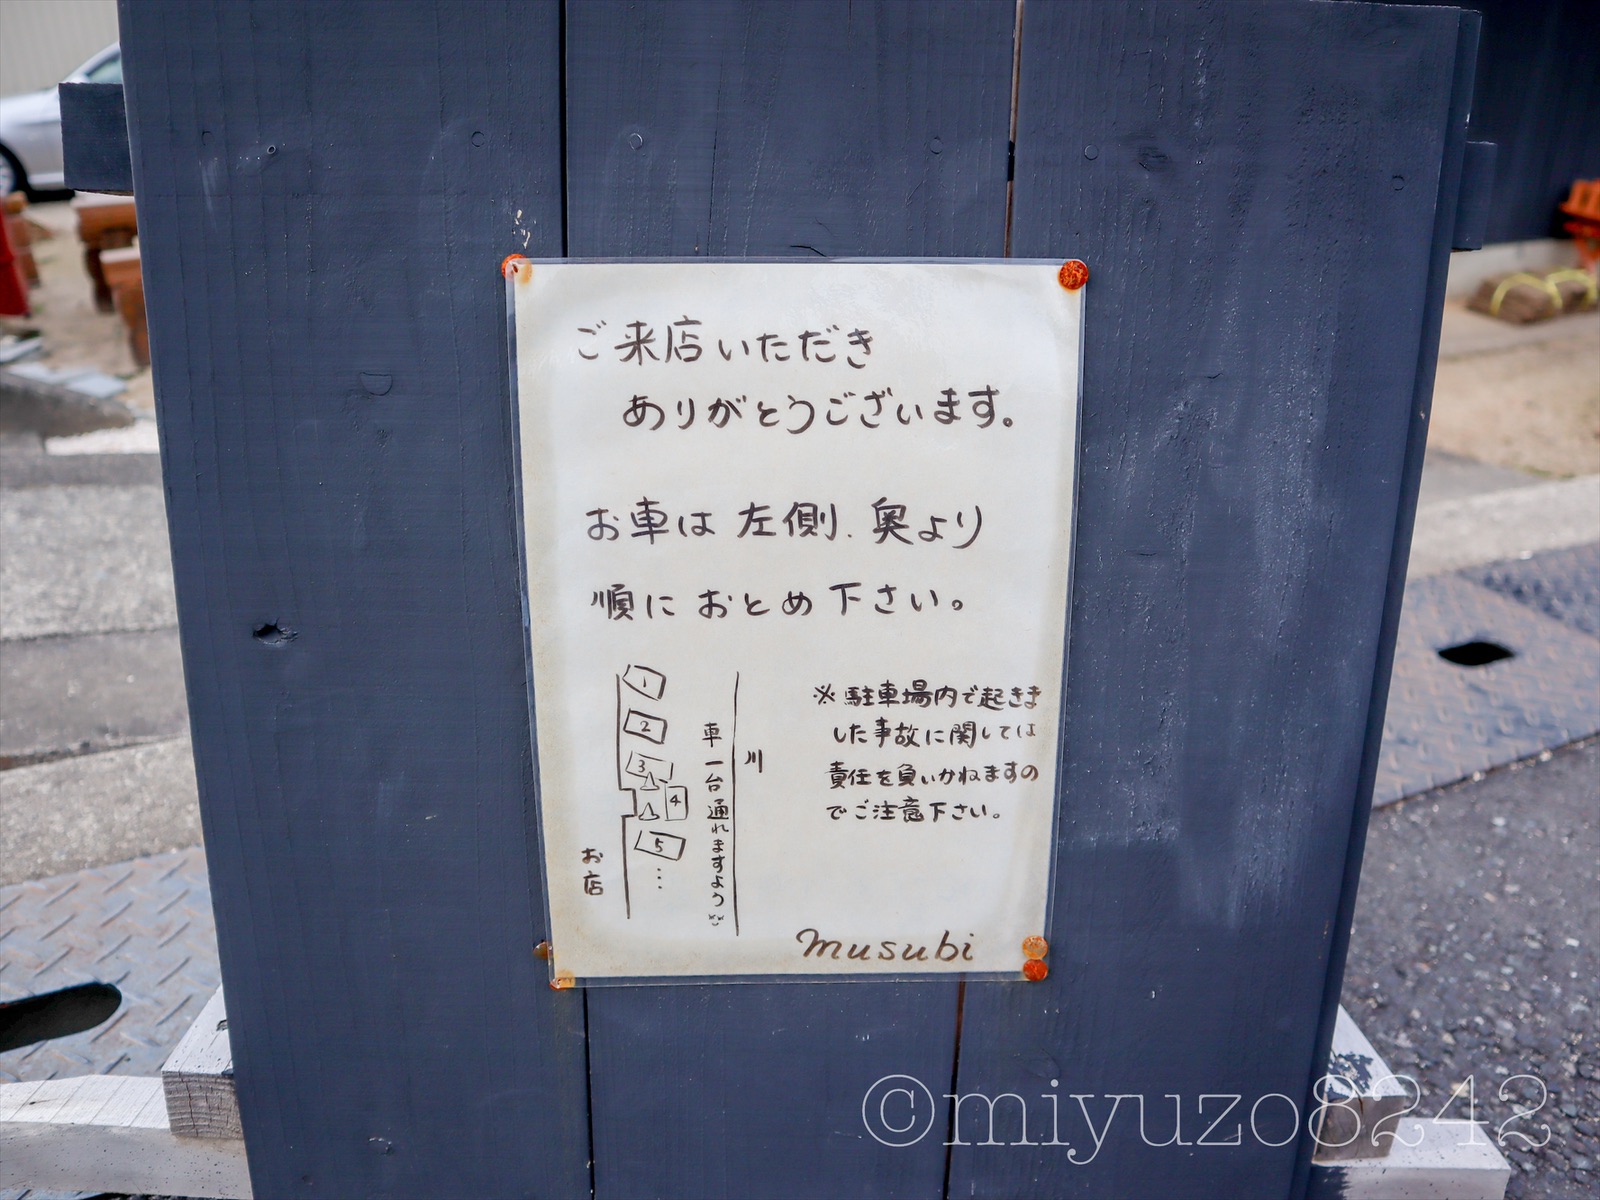 ご来店いただき
ありがとうございます。
お車は左側、奥より
順におとめ下さい。
1
2
3
4
5
⋮
お店
車一台通れますよう
川
※駐車場内で起きま
した事故に関しては
責任を負いかねますの
でご注意下さい。
musubi
©miyuzo8242